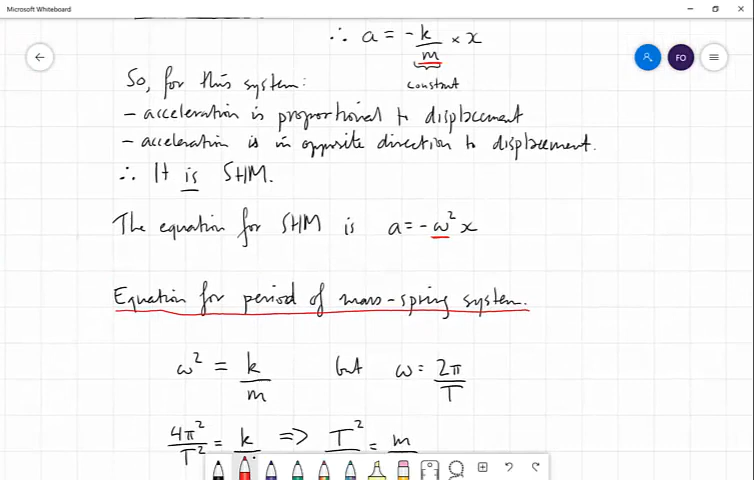 Microsoft Whiteboard
∴ a = -k/m × x
constant
FO
So, for this system:
- acceleration is proportional to displacement
- acceleration is in opposite direction to displacement.
∴ It is SHM.
The equation for SHM is a = -ω²x
Equation for period of mass-spring system.
ω² = k/m but ω = 2π/T
4π²/T² = k => T² = m